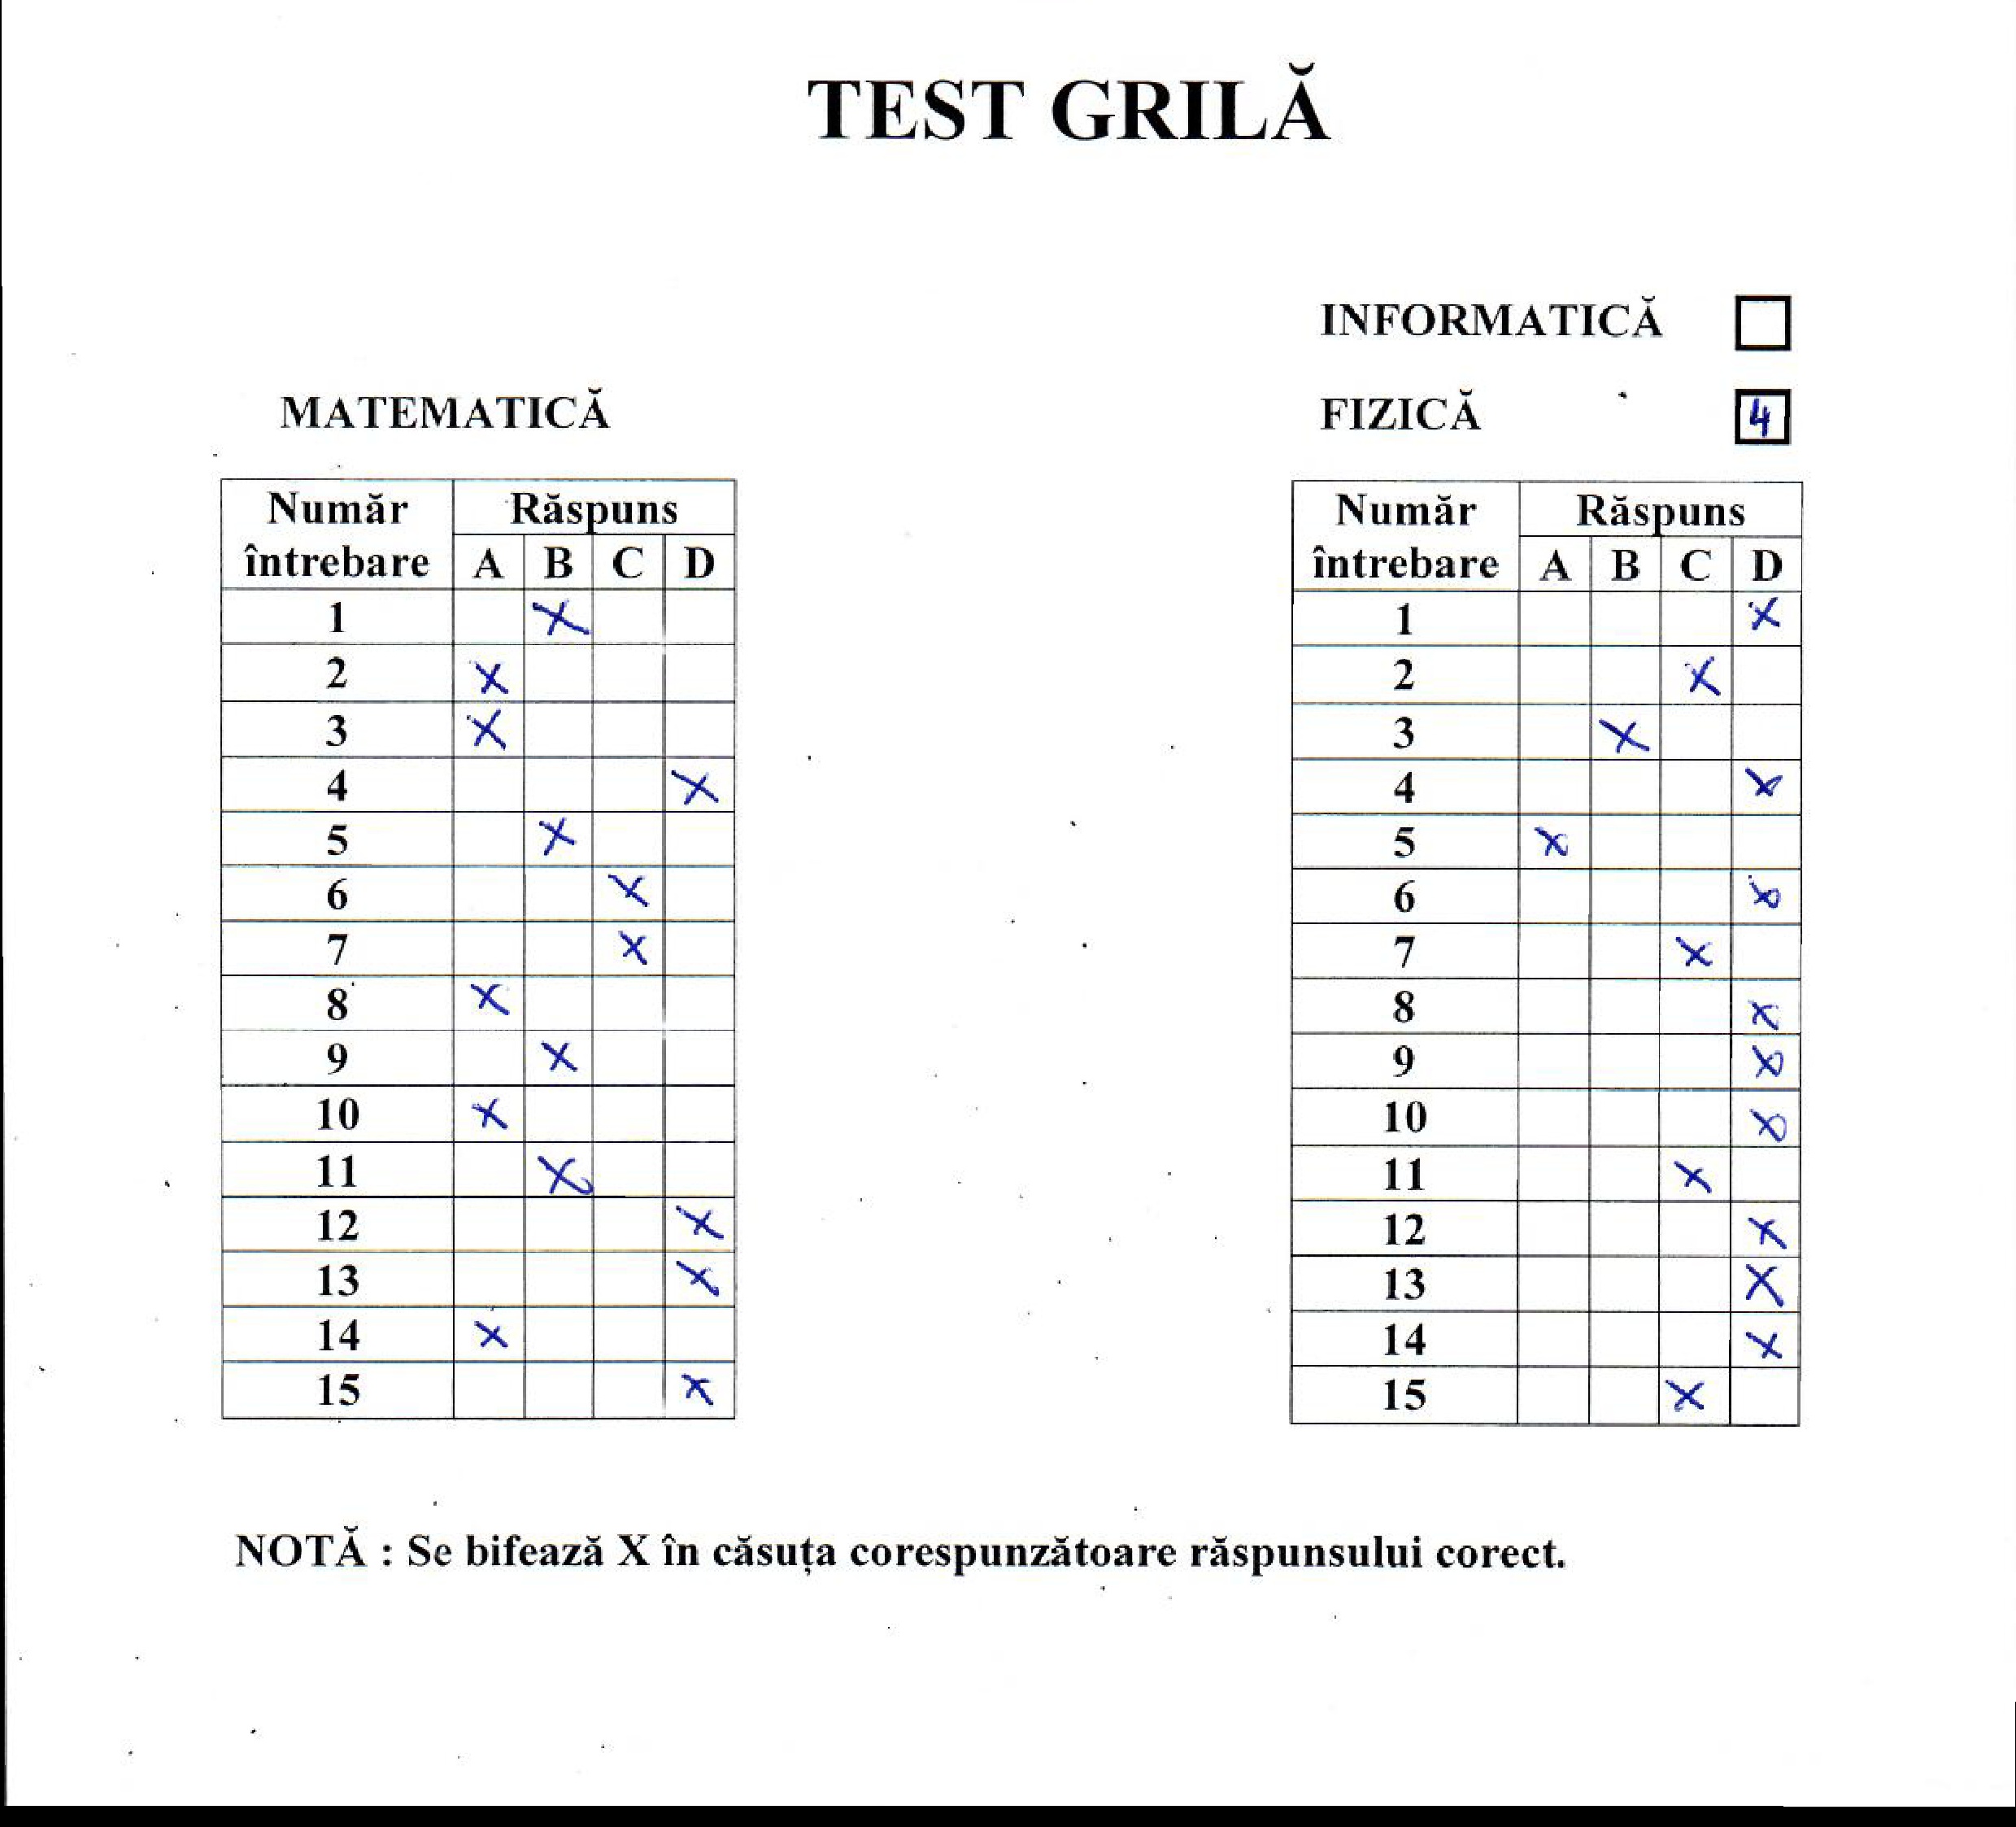 TEST GRILĂ
INFORMATICĂ
MATEMATICĂ
FIZICĂ 4
Număr întrebare Răspuns
A B C D
1 X
2 X
3 X
4 X
5 X
6 X
7 X
8 X
9 X
10 X
11 X
12 X
13 X
14 X
15 X
Număr întrebare Răspuns
A B C D
1 X
2 X
3 X
4 X
5 X
6 X
7 X
8 X
9 X
10 X
11 X
12 X
13 X
14 X
15 X
NOTĂ : Se bifează X în căsuța corespunzătoare răspunsului corect.